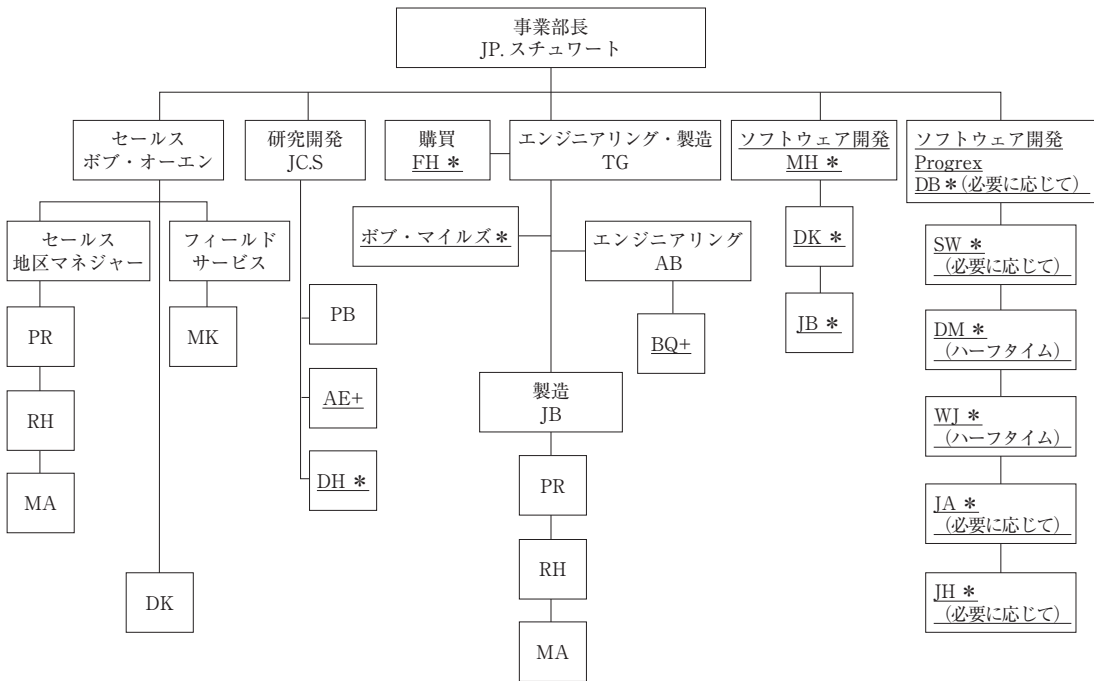 事業部長
JP. スチュワート
セールス
ボブ・オーエン
研究開発
JC.S
購買
FH *
エンジニアリング・製造
TG
ソフトウェア開発
MH *
ソフトウェア開発
Progrex
DB * (必要に応じて)
セールス
地区マネジャー
フィールド
サービス
ボブ・マイルズ *
エンジニアリング
AB
DK *
SW *
(必要に応じて)
PR
MK
PB
BQ+
JB *
DM *
(ハーフタイム)
RH
AE+
製造
JB
WJ *
(ハーフタイム)
MA
DH *
PR
JA *
(必要に応じて)
DK
RH
JH *
(必要に応じて)
MA